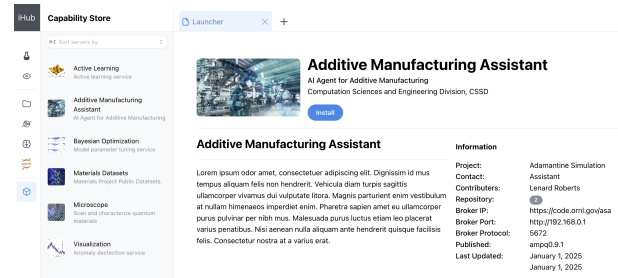 iHub
Capability Store
Sort servers by
Active Learning
Active learning service
Additive Manufacturing
Assistant
AI Agent for Additive Manufacturing
Bayesian Optimization
Model parameter tuning service
Materials Datasets
Materials Project Public Datatsets.
Microscope
Scan and characterize quantum
materials
Visualization
Anomaly dectection service
Launcher
Additive Manufacturing Assistant
AI Agent for Additive Manufacturing
Computation Sciences and Engineering Division, CSSD
Install
Additive Manufacturing Assistant
Lorem ipsum odor amet, consectetuer adipiscing elit. Dignissim id mus
tempus aliquam felis non hendrerit. Vehicula diam turpis sagittis
ullamcorper vivamus dui vulputate litora. Magnis parturient enim vestibulum
at nullam himenaeos imperdiet enim. Pharetra sapien amet eu ullamcorper
purus pulvinar per nibh mus. Malesuada purus luctus etiam leo placerat
varius penatibus. Nisi aenean nulla aliquam ante hendrerit quisque facilisis
felis. Consectetur nostra at a varius erat.
Information
Project: Adamantine Simulation
Contact: Assistant
Contributers: Lenard Roberts
Repository: 2
Broker IP: https://code.ornl.gov/asa
Broker Port: http://192.168.0.1
Broker Protocol: 5672
Published: ampq0.9.1
Last Updated: January 1, 2025
January 1, 2025